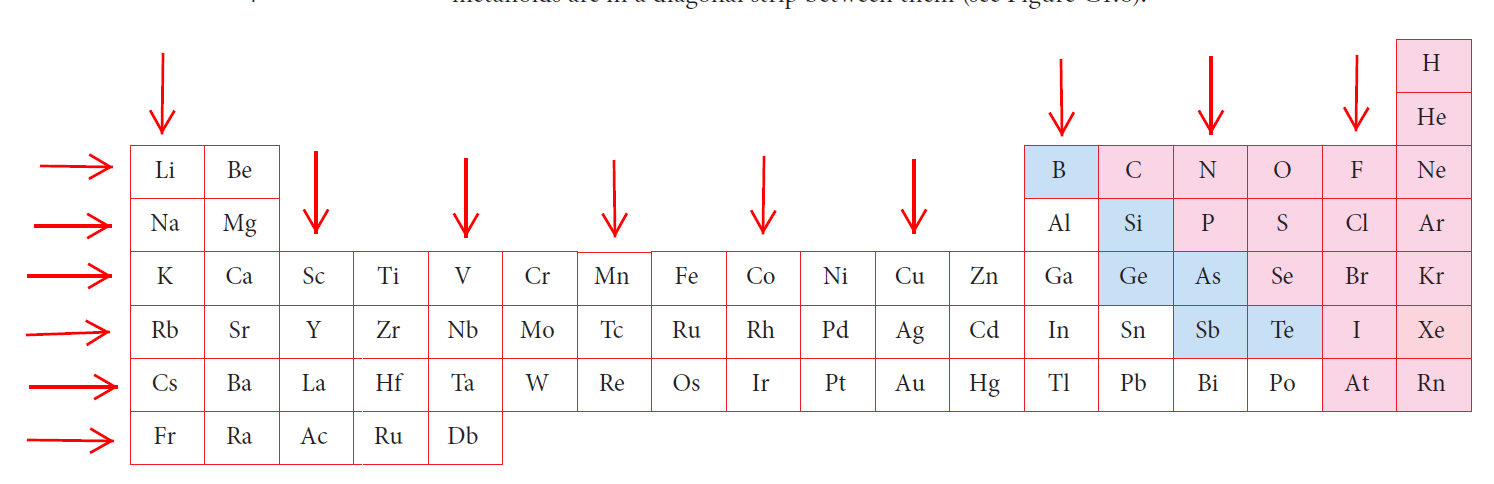 metalloids are in a diagonal strip between them (see Figure G1.8).
H
He
Li Be B C N O F Ne
Na Mg Al Si P S Cl Ar
K Ca Sc Ti V Cr Mn Fe Co Ni Cu Zn Ga Ge As Se Br Kr
Rb Sr Y Zr Nb Mo Tc Ru Rh Pd Ag Cd In Sn Sb Te I Xe
Cs Ba La Hf Ta W Re Os Ir Pt Au Hg Tl Pb Bi Po At Rn
Fr Ra Ac Ru Db